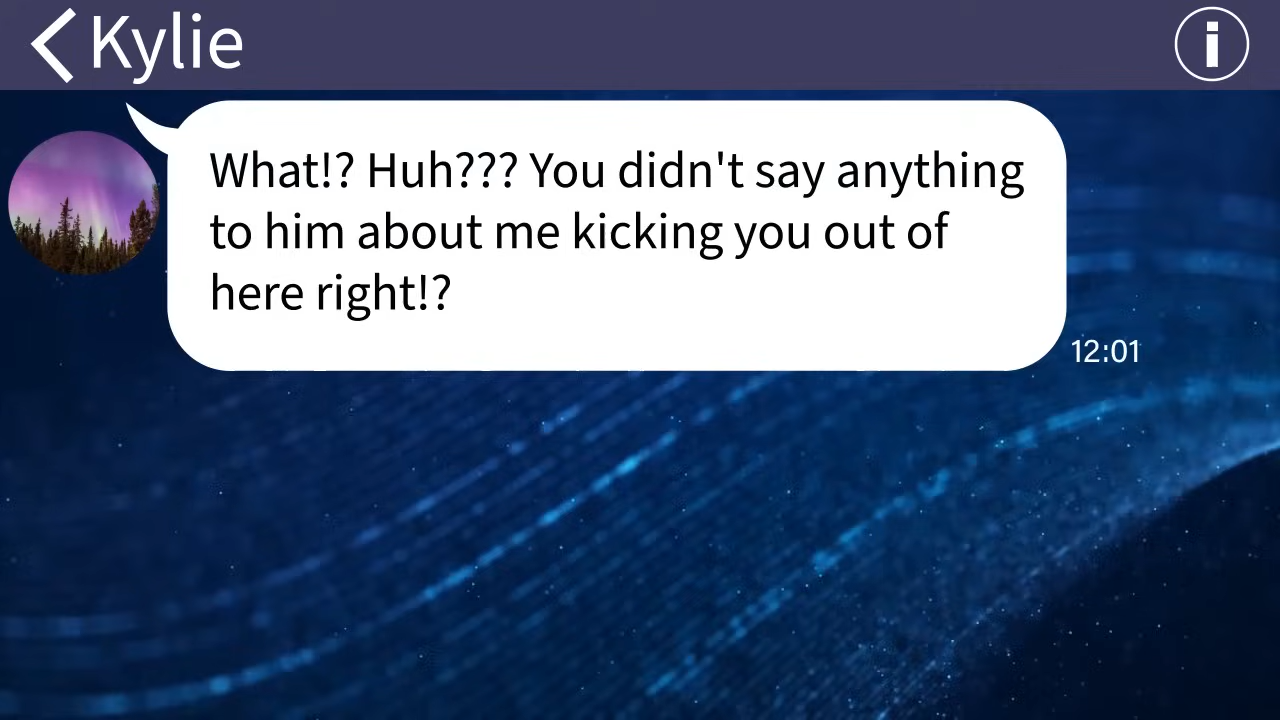 Kylie
What!? Huh??? You didn't say anything
to him about me kicking you out of
here right!?
12:01